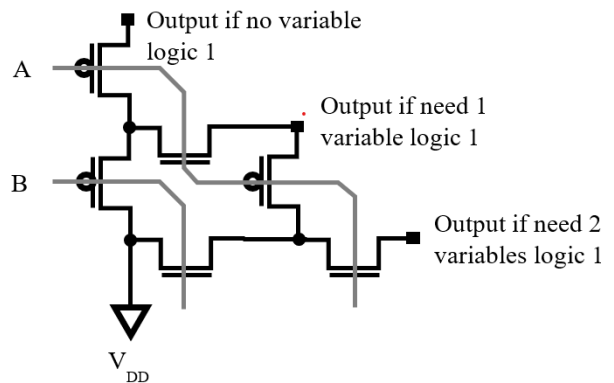 Output if no variable
logic 1
A
Output if need 1
variable logic 1
B
Output if need 2
variables logic 1
VDD